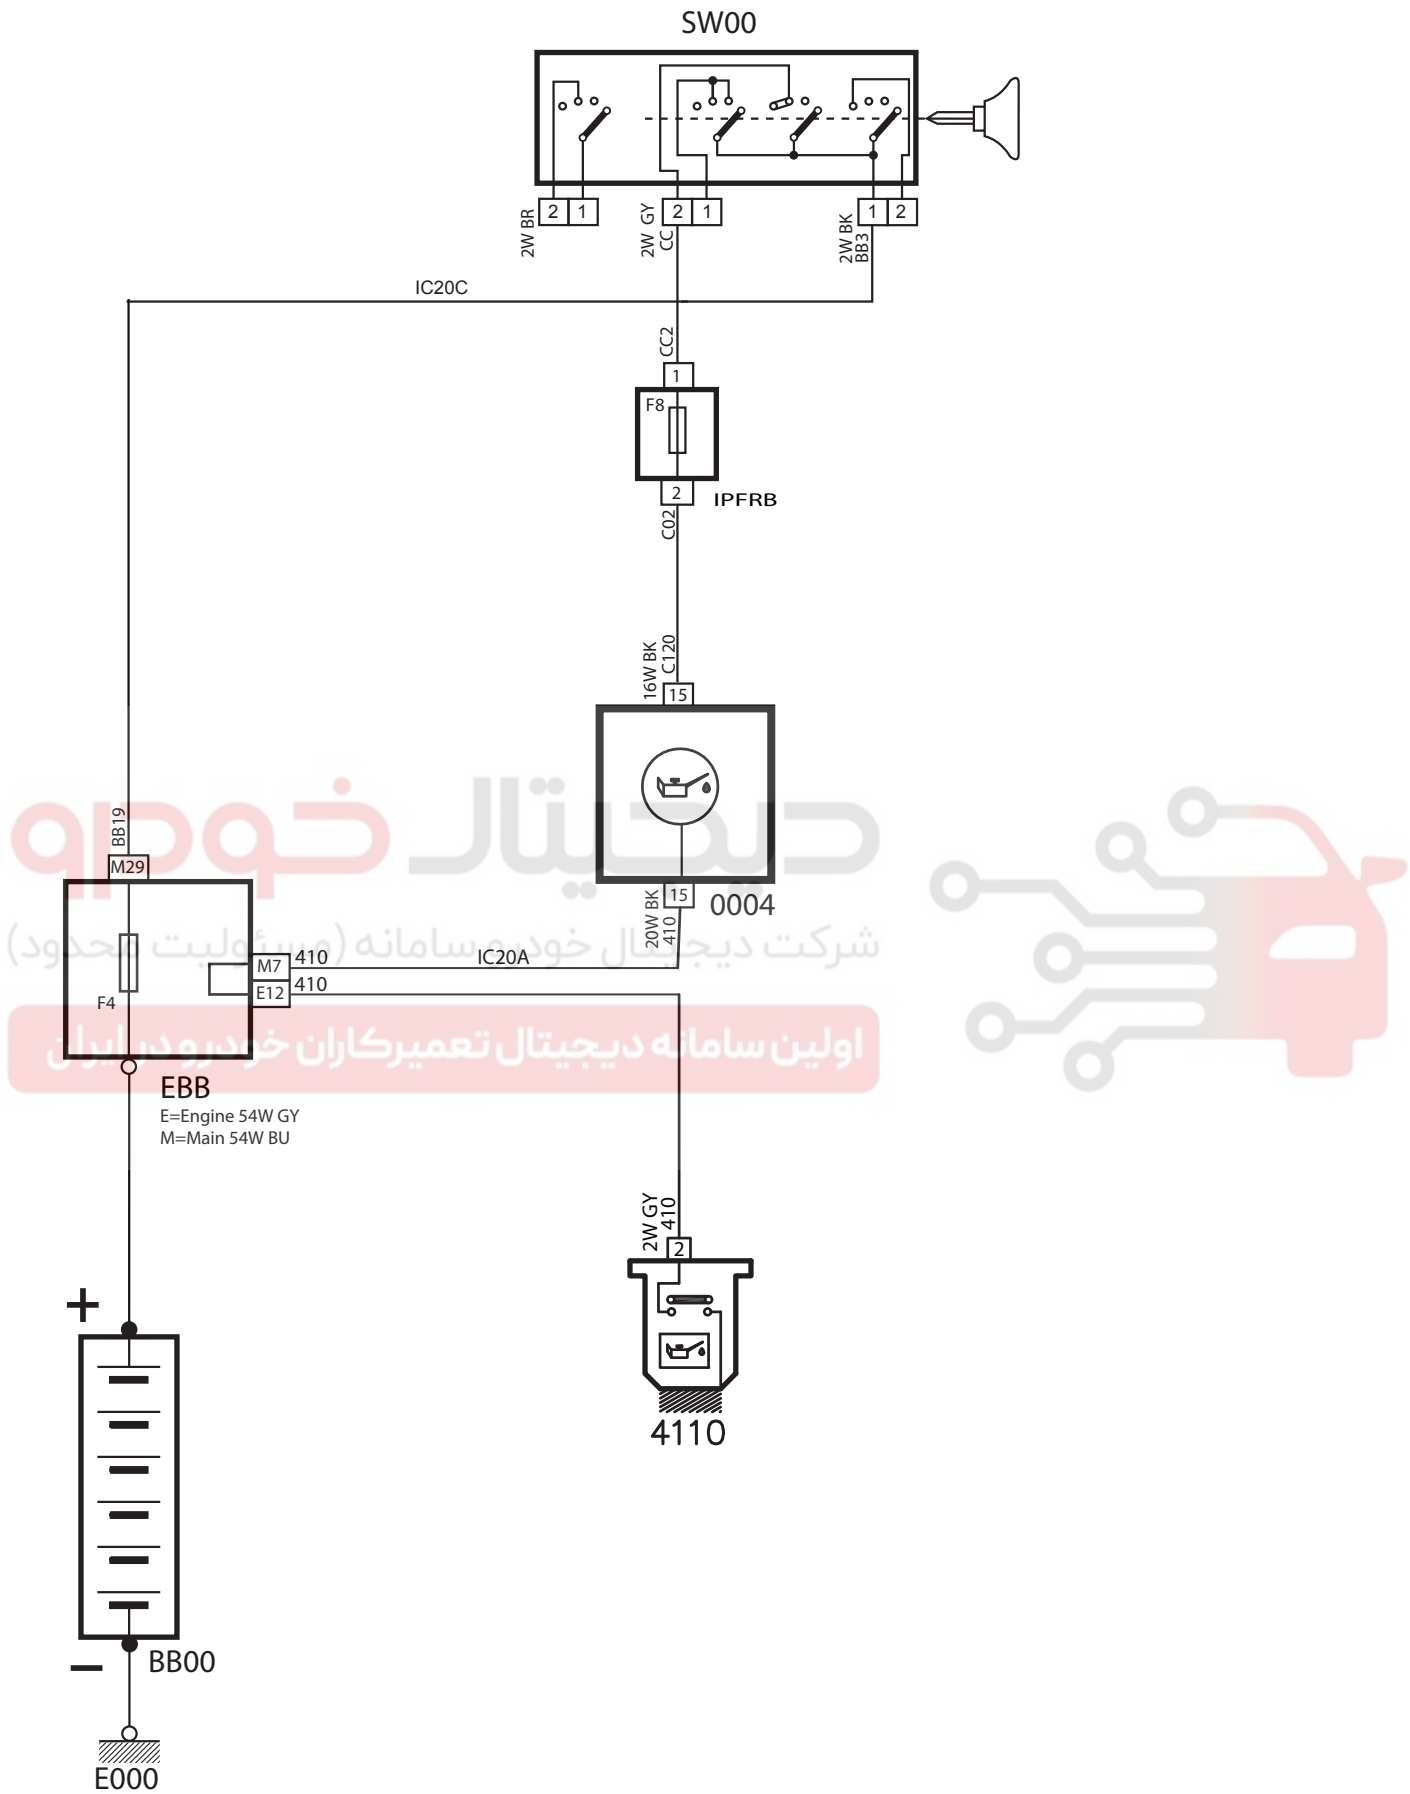 SW00
2W BR
2
1
2W GY
CC
2
1
2W BK
BB3
1
2
IC20C
CC2
1
F8
2
IPFRB
C02
16W BK
C120
15
دیجیتال خودرو
BB19
M29
15
0004
20W BK
410
شرکت دیجیتال خودرو سامانه (مسئولیت محدود)
M7
410
IC20A
E12
410
F4
اولین سامانه دیجیتال تعمیرکاران خودرو در ایران
EBB
E=Engine 54W GY
M=Main 54W BU
2W GY
410
2
+
4110
−
BB00
E000